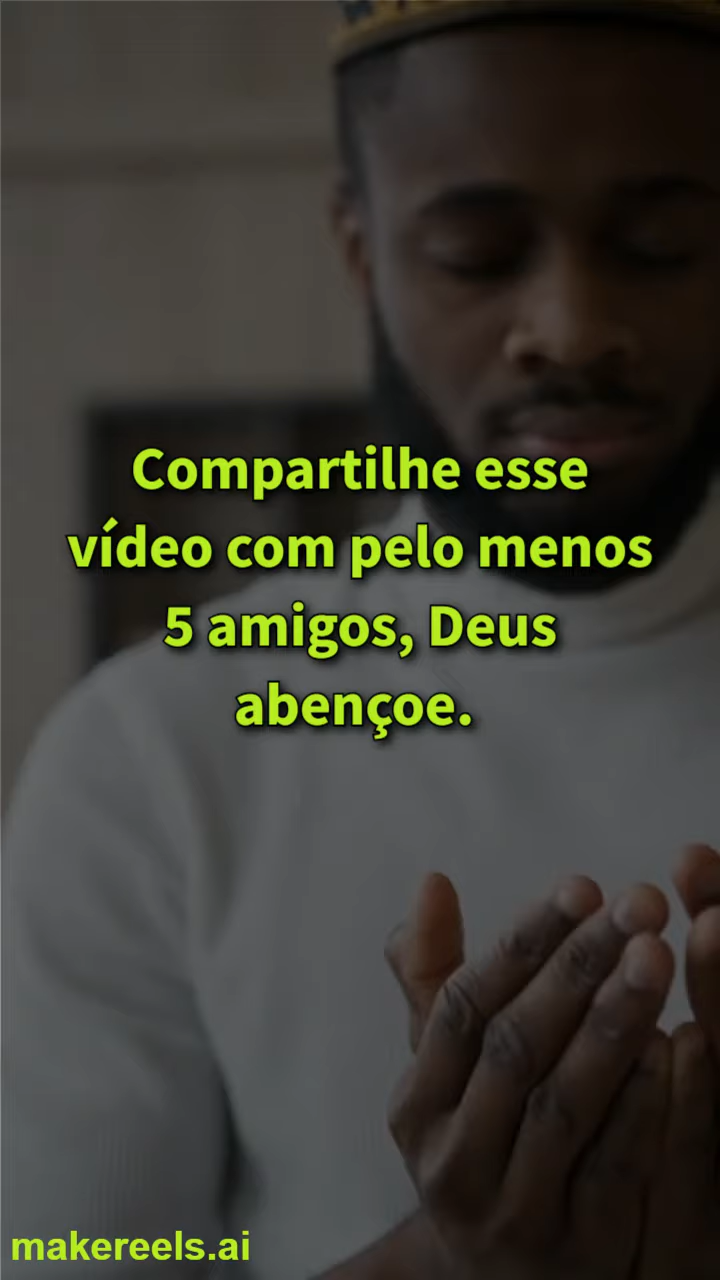 Compartilhe esse
vídeo com pelo menos
5 amigos, Deus
abençoe.
makereels.ai